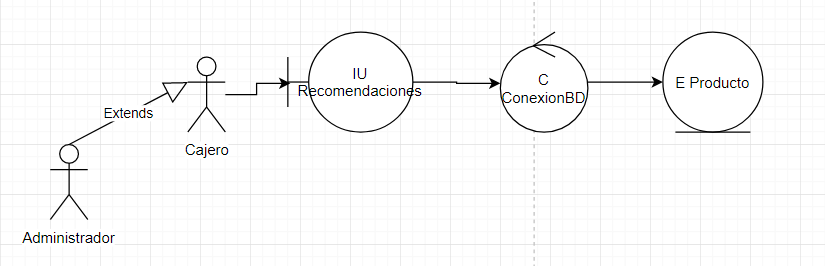 IU
Recomendaciones
C
ConexionBD
E Producto
Extends
Cajero
Administrador